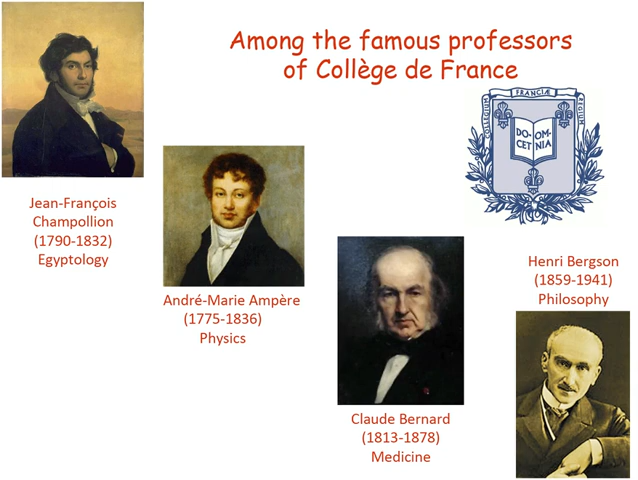 Among the famous professors
of Collège de France
COLLEGIUM FRANCIÆ REGIUM
DO- OM-
CET NIA
Jean-François
Champollion
(1790-1832)
Egyptology
André-Marie Ampère
(1775-1836)
Physics
Claude Bernard
(1813-1878)
Medicine
Henri Bergson
(1859-1941)
Philosophy